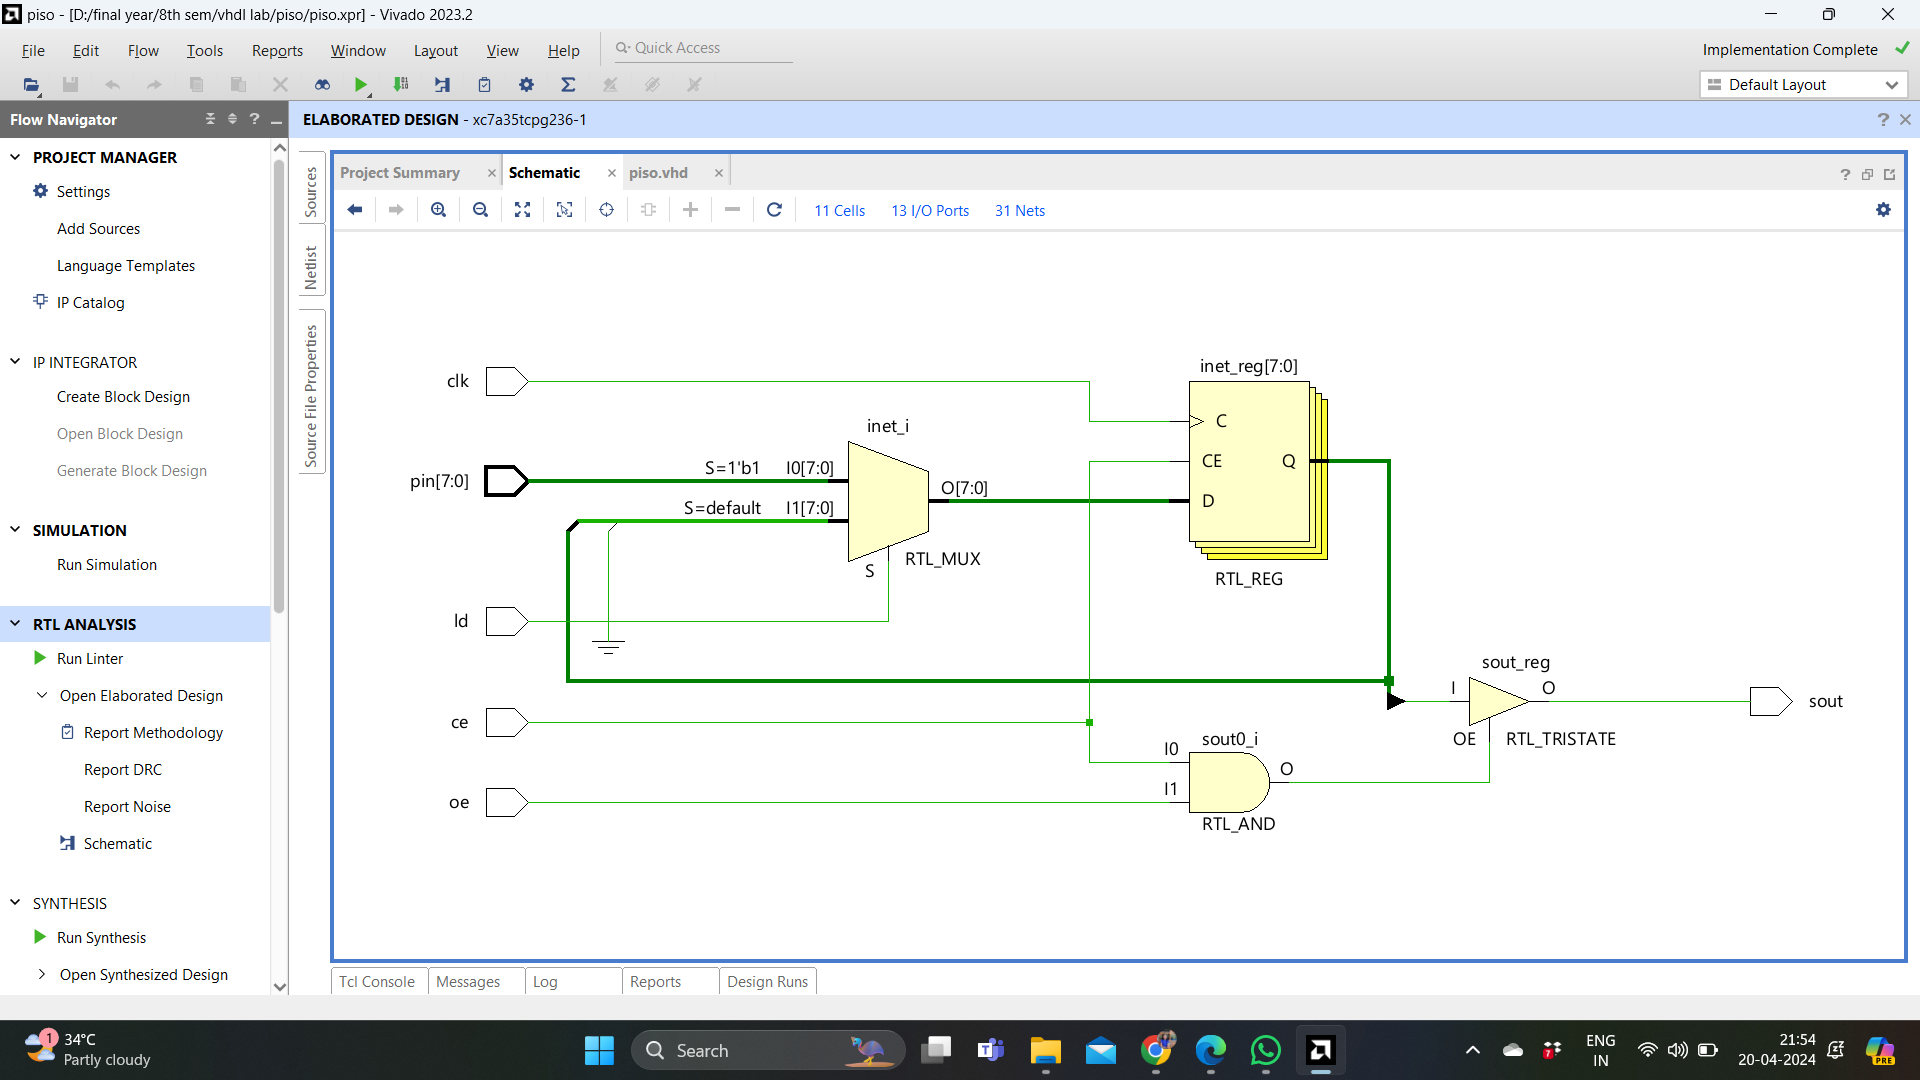 piso - [D:/final year/8th sem/vhdl lab/piso/piso.xpr] - Vivado 2023.2
File Edit Flow Tools Reports Window Layout View Help Quick Access
Implementation Complete
Default Layout
Flow Navigator
ELABORATED DESIGN - xc7a35tcpg236-1
PROJECT MANAGER
Settings
Add Sources
Language Templates
IP Catalog
IP INTEGRATOR
Create Block Design
Open Block Design
Generate Block Design
SIMULATION
Run Simulation
RTL ANALYSIS
Run Linter
Open Elaborated Design
Report Methodology
Report DRC
Report Noise
Schematic
SYNTHESIS
Run Synthesis
Open Synthesized Design
Sources
Netlist
Source File Properties
Project Summary Schematic piso.vhd
11 Cells 13 I/O Ports 31 Nets
inet_reg[7:0]
clk
C
inet_i
CE Q
S=1'b1 I0[7:0]
pin[7:0]
O[7:0]
D
S=default I1[7:0]
RTL_MUX
S
RTL_REG
ld
sout_reg
I O
sout
ce
sout0_i
OE RTL_TRISTATE
I0
O
I1
oe
RTL_AND
Tcl Console Messages Log Reports Design Runs
1
34°C
Partly cloudy
Search
7
ENG
IN
21:54
20-04-2024
PRE